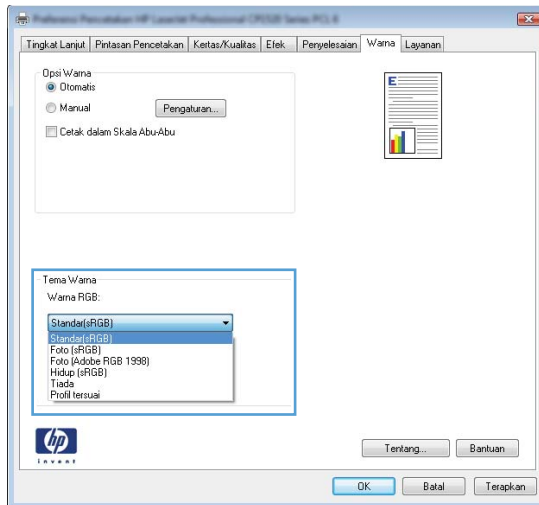 Tingkat Lanjut Pintasan Pencetakan Kertas/Kualitas Efek Penyelesaian Warna Layanan
Opsi Warna
Otomatis
Manual Pengaturan...
Cetak dalam Skala Abu-Abu
E
Tema Warna
Warna RGB:
Standar(sRGB)
Standar(sRGB)
Foto (sRGB)
Foto (Adobe RGB 1998)
Hidup (sRGB)
Tiada
Profil tersuai
hp
invent
Tentang... Bantuan
OK Batal Terapkan